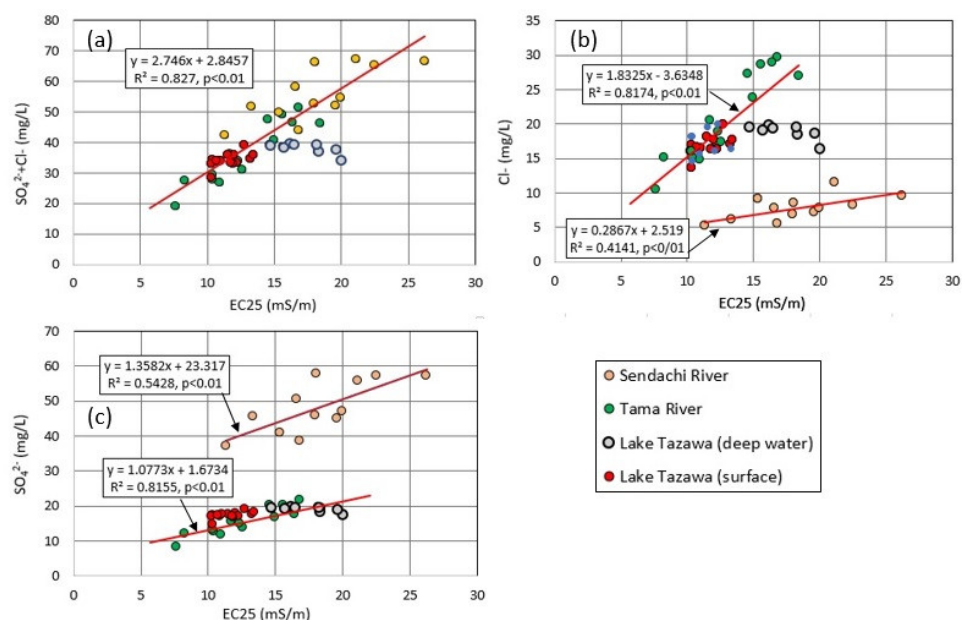 (a)
y = 2.746x + 2.8457
R² = 0.827, p<0.01
SO₄²⁻+Cl- (mg/L)
80
70
60
50
40
30
20
10
0
0 5 10 15 20 25 30
EC25 (mS/m)
(b)
y = 1.8325x - 3.6348
R² = 0.8174, p<0.01
y = 0.2867x + 2.519
R² = 0.4141, p<0/01
Cl- (mg/L)
35
30
25
20
15
10
5
0
0 5 10 15 20 25 30
EC25 (mS/m)
(c)
y = 1.3582x + 23.317
R² = 0.5428, p<0.01
y = 1.0773x + 1.6734
R² = 0.8155, p<0.01
SO₄²⁻ (mg/L)
70
60
50
40
30
20
10
0
0 5 10 15 20 25 30
EC25 (mS/m)
Sendachi River
Tama River
Lake Tazawa (deep water)
Lake Tazawa (surface)